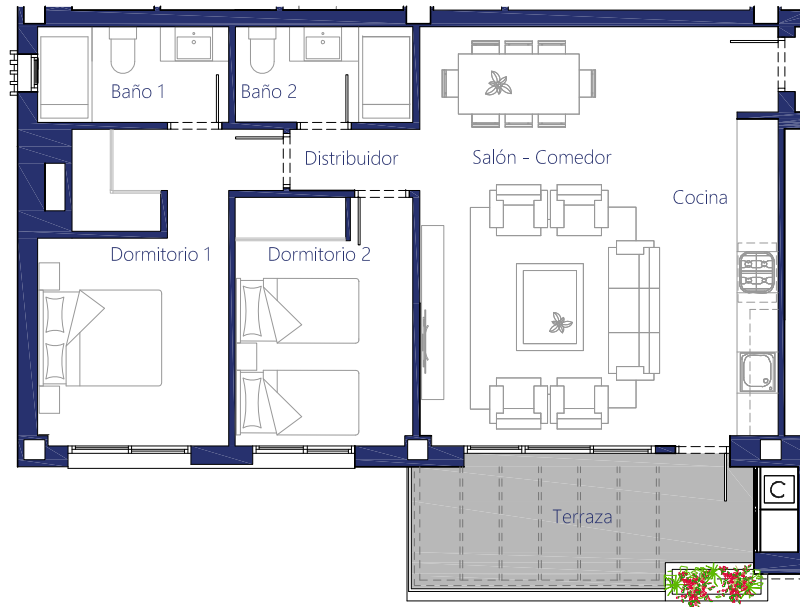 Baño 1
Baño 2
Distribuidor
Salón - Comedor
Cocina
Dormitorio 1
Dormitorio 2
C
Terraza